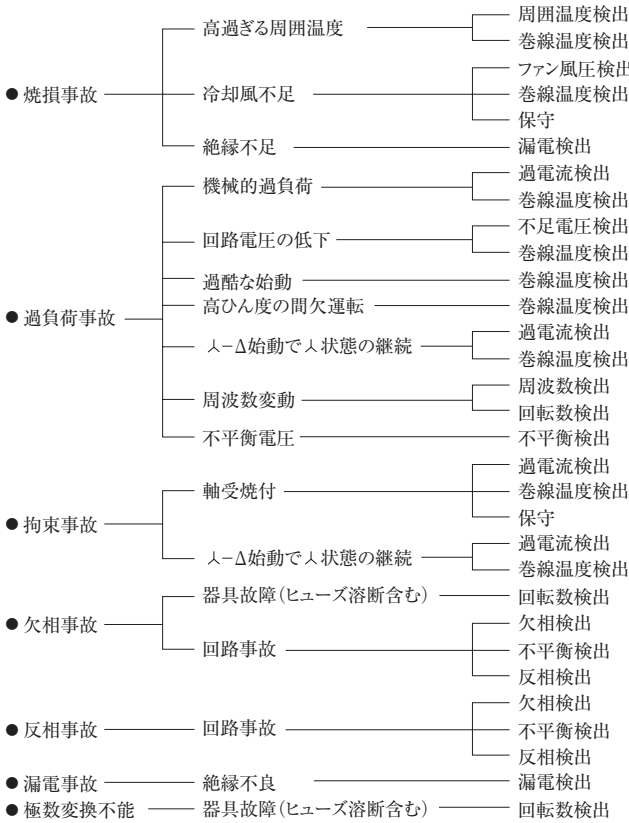 周囲温度検出
高過ぎる周囲温度
巻線温度検出
ファン風圧検出
● 焼損事故
冷却風不足
巻線温度検出
保守
絶縁不足
漏電検出
過電流検出
機械的過負荷
巻線温度検出
不足電圧検出
回路電圧の低下
巻線温度検出
過酷な始動
巻線温度検出
● 過負荷事故
高ひん度の間欠運転
巻線温度検出
過電流検出
人−Δ始動で人状態の継続
巻線温度検出
周波数検出
周波数変動
回転数検出
不平衡電圧
不平衡検出
過電流検出
軸受焼付
巻線温度検出
● 拘束事故
保守
過電流検出
人−Δ始動で人状態の継続
巻線温度検出
器具故障（ヒューズ溶断含む）
回転数検出
● 欠相事故
欠相検出
回路事故
不平衡検出
反相検出
欠相検出
● 反相事故
回路事故
不平衡検出
反相検出
● 漏電事故
絶縁不良
漏電検出
● 極数変換不能
器具故障（ヒューズ溶断含む）
回転数検出